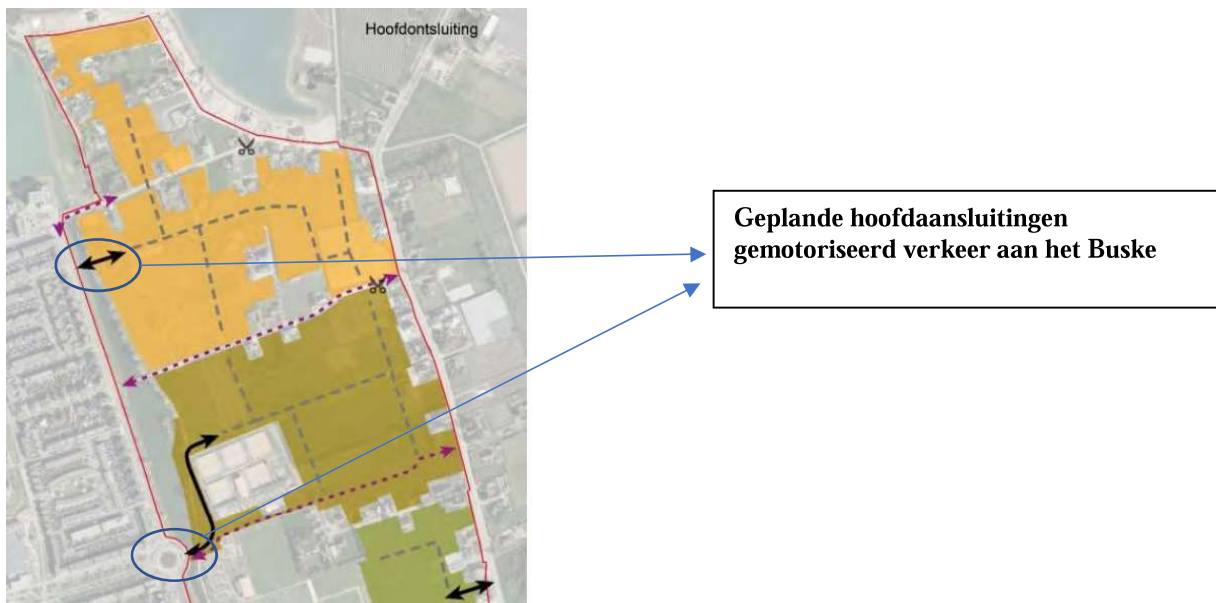 Hoofdontsluiting
Geplande hoofdaansluitingen
gemotoriseerd verkeer aan het Buske